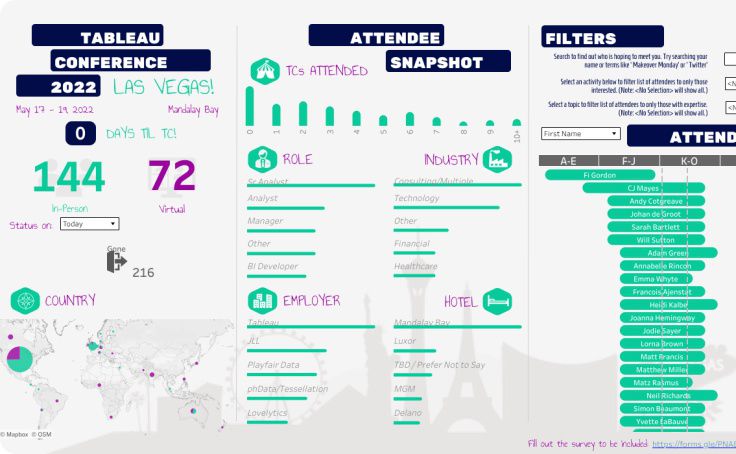 TABLEAU
CONFERENCE
2022 LAS VEGAS!
May 17 - 19, 2022 Mandalay Bay
0 DAYS TIL TC!
144 72
In-Person Virtual
Status on: Today
Gone
216
COUNTRY
© Mapbox © OSM
ATTENDEE
SNAPSHOT
TCs ATTENDED
0 1 2 3 4 5 6 7 8 9 10+
ROLE
Sr Analyst
Analyst
Manager
Other
BI Developer
INDUSTRY
Consulting/Multiple
Technology
Other
Financial
Healthcare
EMPLOYER
Tableau
JLL
Playfair Data
phData/Tessellation
Lovelytics
HOTEL
Mandalay Bay
Luxor
TBD / Prefer Not to Say
MGM
Delano
FILTERS
Search to find out who is hoping to meet you. Try searching your
name or terms like ' Makeover Monday' or ' Twitter'
Select an activity below to filter list of attendees to only those
interested. (Note: <No Selection> will show all.)
<N
Select a topic to filter list of attendees to only those with expertise.
(Note: <No Selection> will show all.)
<N
First Name
ATTEND
A-E F-J K-O
Fi Gordon
CJ Mayes
Andy Cotgreave
Johan de Groot
Sarah Bartlett
Will Sutton
Adam Green
Annabelle Rincon
Emma Whyte
Francois Ajenstat
Heidi Kalbe
Joanna Hemingway
Jodie Sayer
Lorna Brown
Matt Francis
Matthew Miller
Matz Rasmus
Neil Richards
Simon Beaumont
Yvette LaBauve
Fill out the survey to be included: https://forms.gle/PNAE